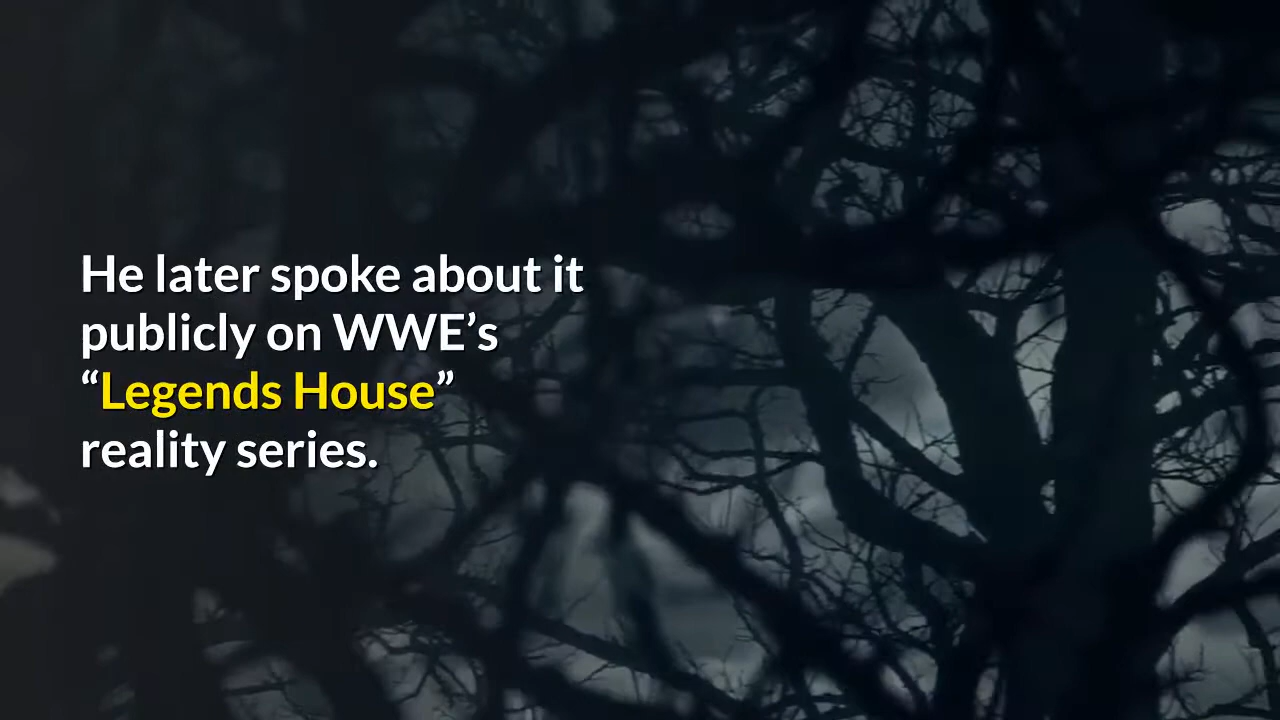 He later spoke about it
publicly on WWE’s
“Legends House”
reality series.